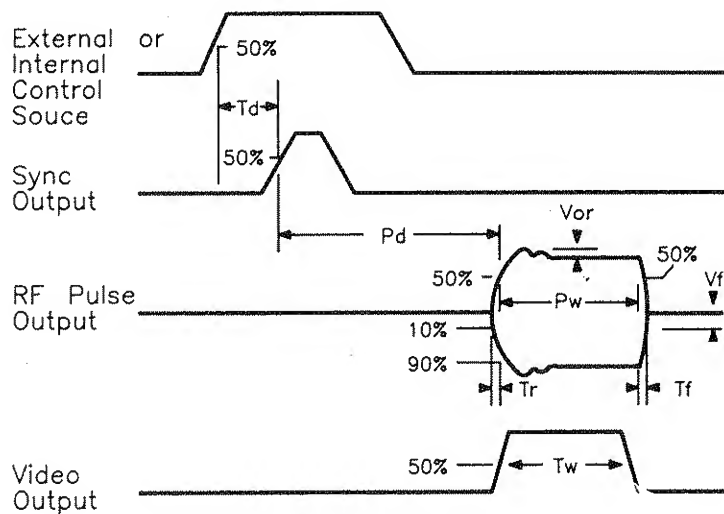 External or
Internal
Control
Souce
50%
Td
50%
Sync
Output
Pd
Vor
50%
50%
Vf
RF Pulse
Output
Pw
10%
90%
Tr
Tf
Video
Output
50%
Tw